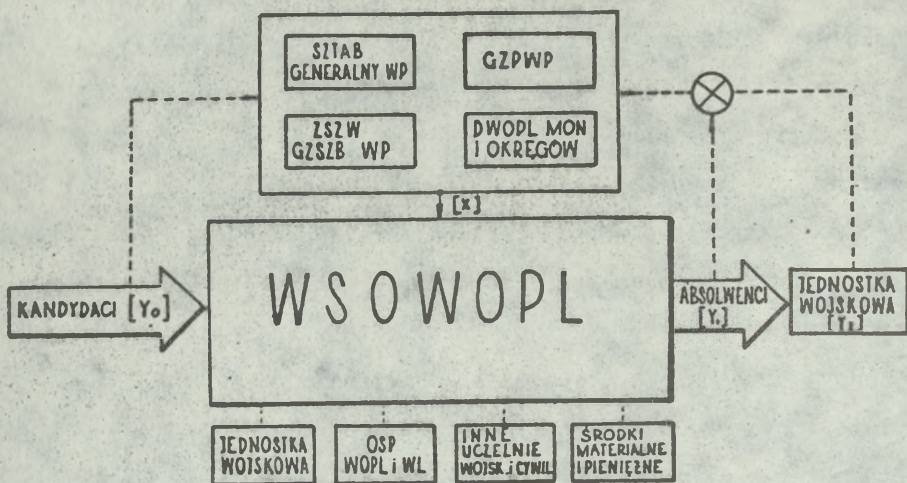 SZTAB
GENERALNY WP
GZPWP
ZSZW
GZSZB WP
DWOPL MON
I OKRĘGÓW
[X]
WSOWOPL
KANDYDACI [Y₀]
ABSOLWENCI
[Y₁]
JEDNOSTKA
WOJSKOWA
[Y₂]
JEDNOSTKA
WOJSKOWA
OSP
WOPL i WL
INNE
UCZELNIE
WOJSK. i CYWIL
ŚRODKI
MATERIALNE
I PIENIĘŻNE